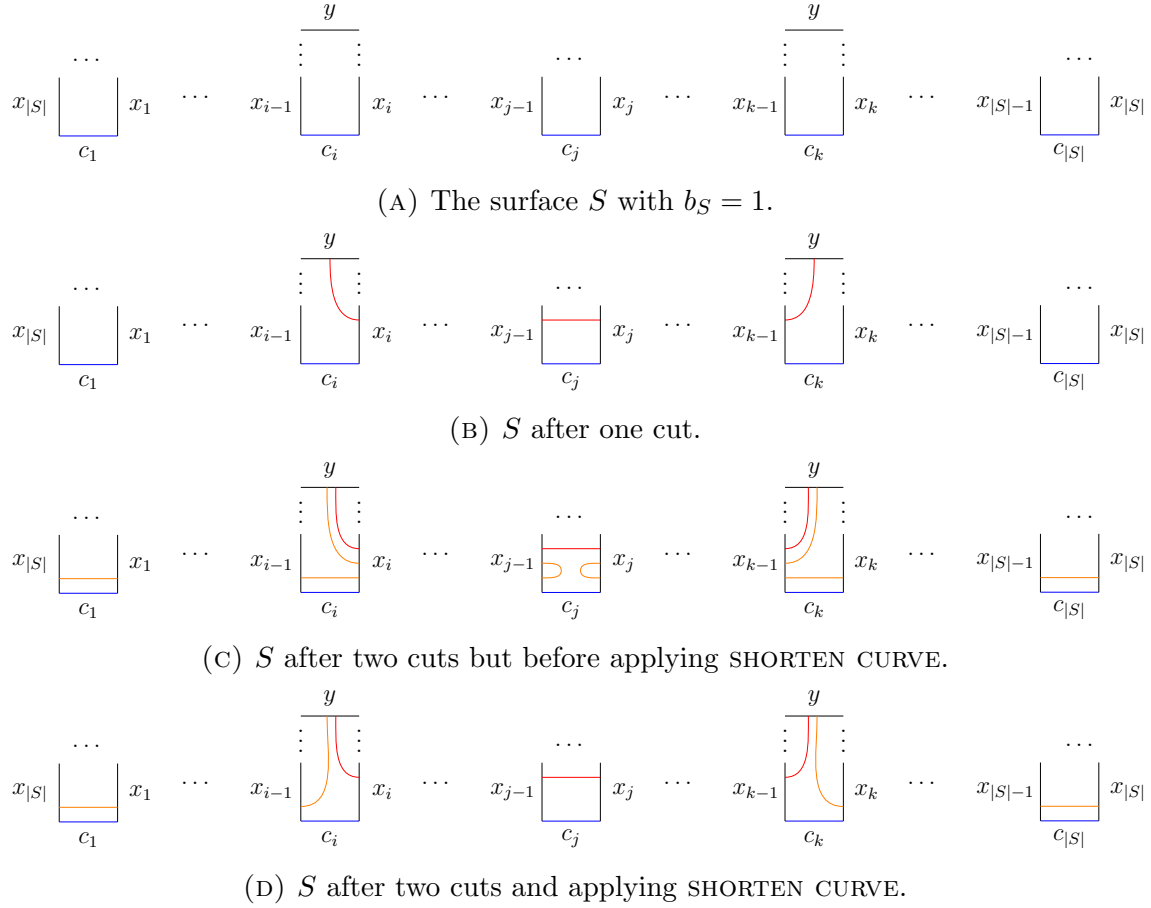 y y
... ... ...
x_{|S|} x_1 ... x_{i-1} x_i ... x_{j-1} x_j ... x_{k-1} x_k ... x_{|S|-1} x_{|S|}
c_1 c_i c_j c_k c_{|S|}
(A) The surface S with b_S = 1.
y y
... ... ...
x_{|S|} x_1 ... x_{i-1} x_i ... x_{j-1} x_j ... x_{k-1} x_k ... x_{|S|-1} x_{|S|}
c_1 c_i c_j c_k c_{|S|}
(B) S after one cut.
y y
... ... ...
x_{|S|} x_1 ... x_{i-1} x_i ... x_{j-1} x_j ... x_{k-1} x_k ... x_{|S|-1} x_{|S|}
c_1 c_i c_j c_k c_{|S|}
(C) S after two cuts but before applying SHORTEN CURVE.
y y
... ... ...
x_{|S|} x_1 ... x_{i-1} x_i ... x_{j-1} x_j ... x_{k-1} x_k ... x_{|S|-1} x_{|S|}
c_1 c_i c_j c_k c_{|S|}
(D) S after two cuts and applying SHORTEN CURVE.